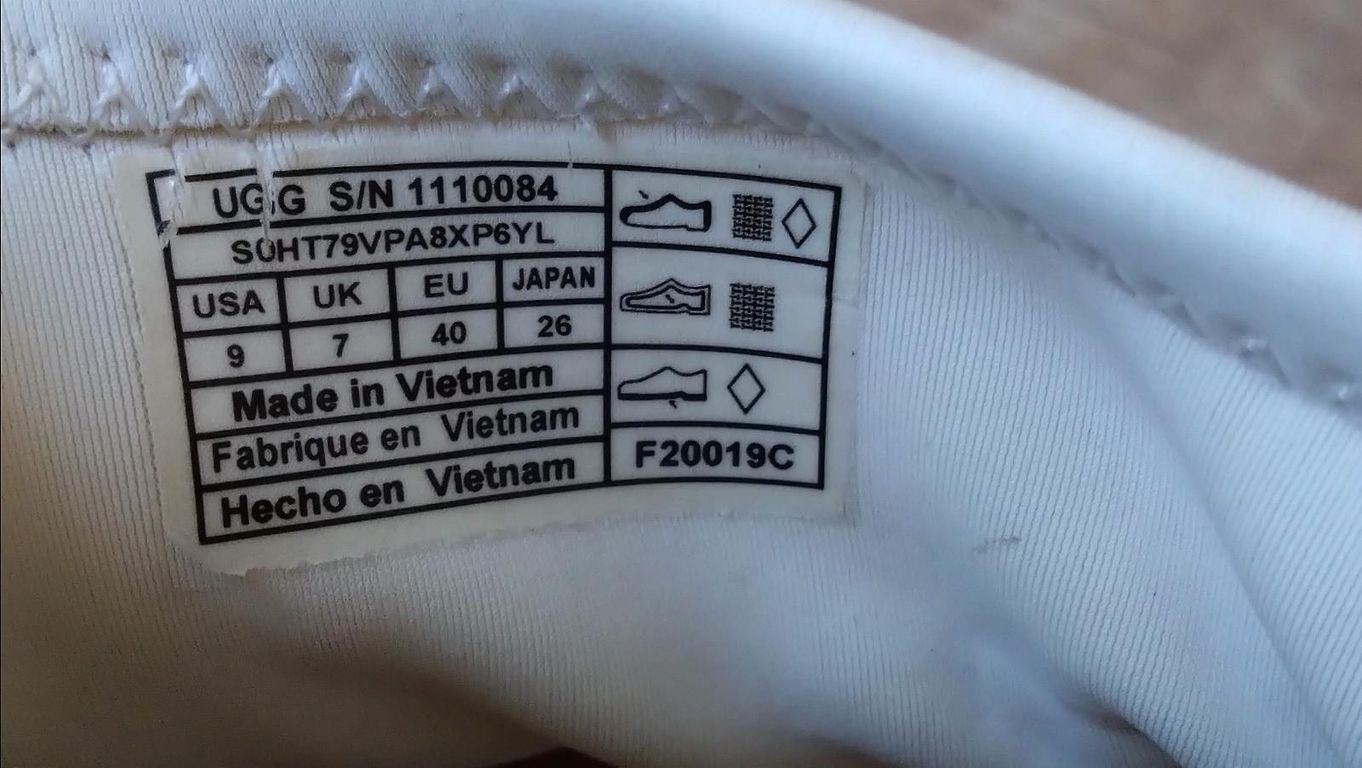 UGG S/N 1110084
SOHT79VPA8XP6YL
USA UK EU JAPAN
9 7 40 26
Made in Vietnam
Fabrique en Vietnam
Hecho en Vietnam
F20019C